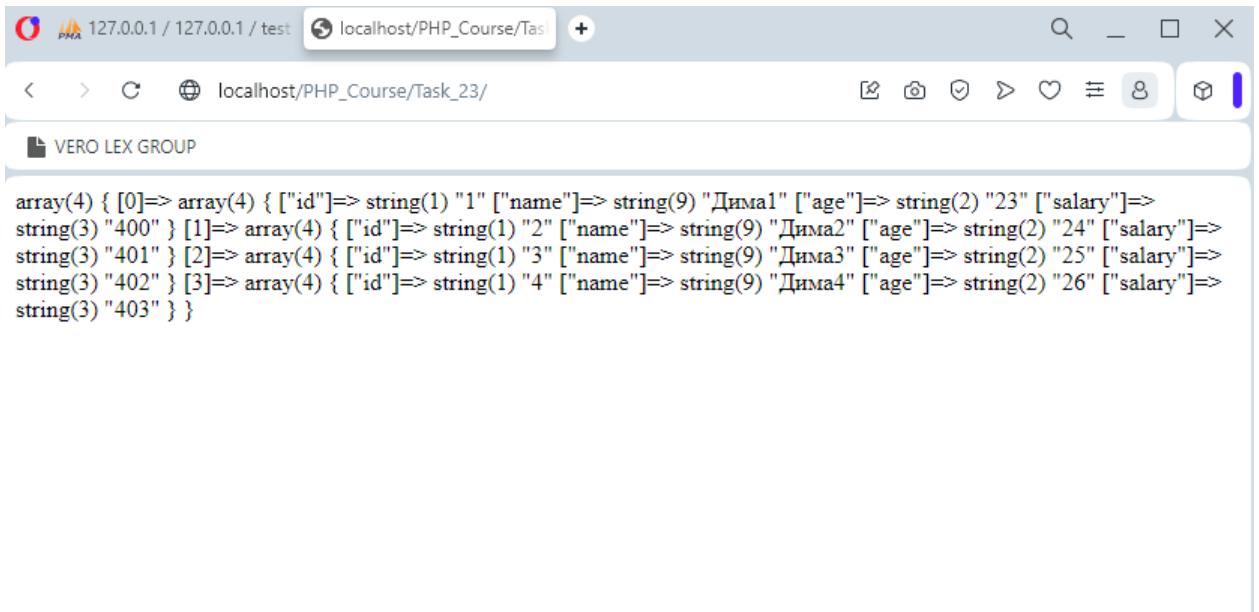 PMA 127.0.0.1 / 127.0.0.1 / test localhost/PHP_Course/Tas
localhost/PHP_Course/Task_23/
VERO LEX GROUP
array(4) { [0]=> array(4) { ["id"]=> string(1) "1" ["name"]=> string(9) "Дима1" ["age"]=> string(2) "23" ["salary"]=>
string(3) "400" } [1]=> array(4) { ["id"]=> string(1) "2" ["name"]=> string(9) "Дима2" ["age"]=> string(2) "24" ["salary"]=>
string(3) "401" } [2]=> array(4) { ["id"]=> string(1) "3" ["name"]=> string(9) "Дима3" ["age"]=> string(2) "25" ["salary"]=>
string(3) "402" } [3]=> array(4) { ["id"]=> string(1) "4" ["name"]=> string(9) "Дима4" ["age"]=> string(2) "26" ["salary"]=>
string(3) "403" } }